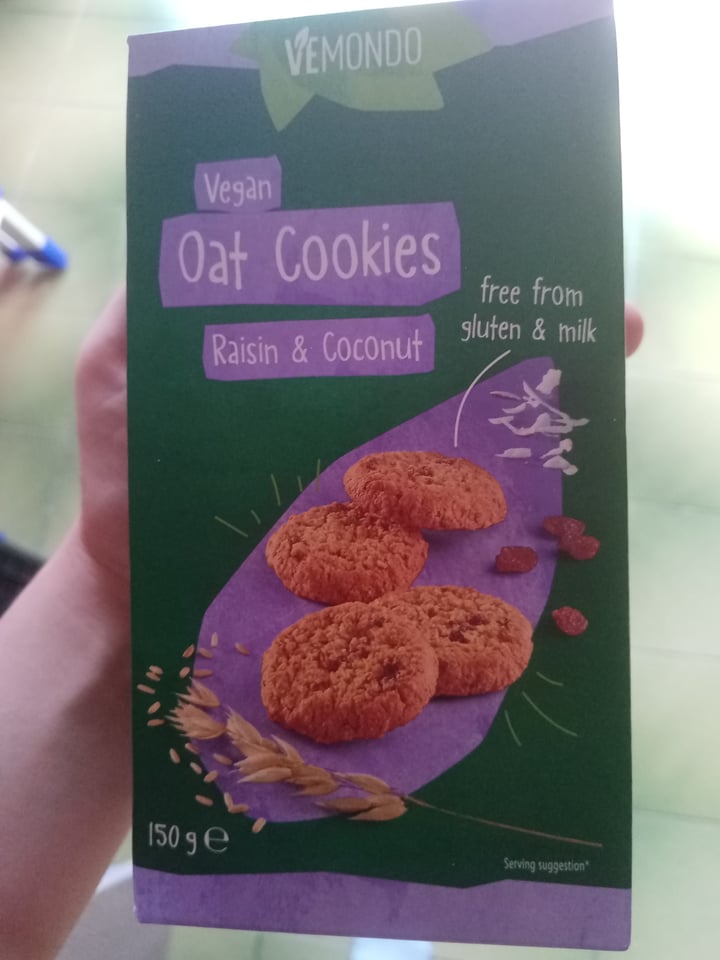 VEMONDO
Vegan
Oat Cookies
Raisin & Coconut
free from
gluten & milk
150 g ℮
Serving suggestion*